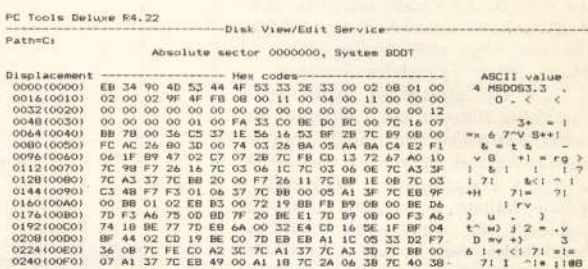 PC Tools Deluxe R4.22
------------------------Disk View/Edit Service------------------------
Path=C:
Absolute sector 0000000, System BOOT
Displacement ----------------- Hex codes-------------------- ASCII value
0000(0000) EB 34 90 4D 53 44 4F 53 33 2E 33 00 02 08 01 00 4 MSDOS3.3 .
0016(0010) 02 00 02 9F 4F F8 08 00 11 00 04 00 11 00 00 00
0032(0020) 00 00 00 00 00 00 00 00 00 00 00 00 00 00 00 12
0048(0030) 00 00 00 00 01 00 FA 33 C0 8E D0 BC 00 7C 16 07
0064(0040) BB 78 00 36 C5 37 1E 56 16 53 BF 2B 7C B9 0B 00
0080(0050) FC AC 26 80 3D 00 74 03 26 8A 05 AA 8A C4 E2 F1
0096(0060) 06 1F 89 47 02 C7 07 2B 7C FB CD 13 72 67 A0 10
0112(0070) 7C 98 F7 26 16 7C 03 06 1C 7C 03 06 0E 7C A3 3F
0128(0080) 7C A3 37 7C B8 20 00 F7 26 11 7C 8B 1E 0B 7C 03
0144(0090) C3 48 F7 F3 01 06 37 7C BB 00 05 A1 3F 7C E8 9F
0160(00A0) 00 B8 01 02 E8 B3 00 72 19 8B FB B9 0B 00 BE D6
0176(00B0) 7D F3 A6 75 0D 8D 7F 20 BE E1 7D B9 0B 00 F3 A6
0192(00C0) 74 18 BE 77 7D E8 6A 00 32 E4 CD 16 5E 1F 8F 04
0208(00D0) 8F 44 02 CD 19 BE C0 7D EB EB A1 1C 05 33 D2 F7
0224(00E0) 36 0B 7C FE C0 A2 3C 7C A1 37 7C A3 3D 7C BB 00
0240(00F0) 07 A1 37 7C E8 49 00 A1 18 7C 2A 06 3B 7C 40 38